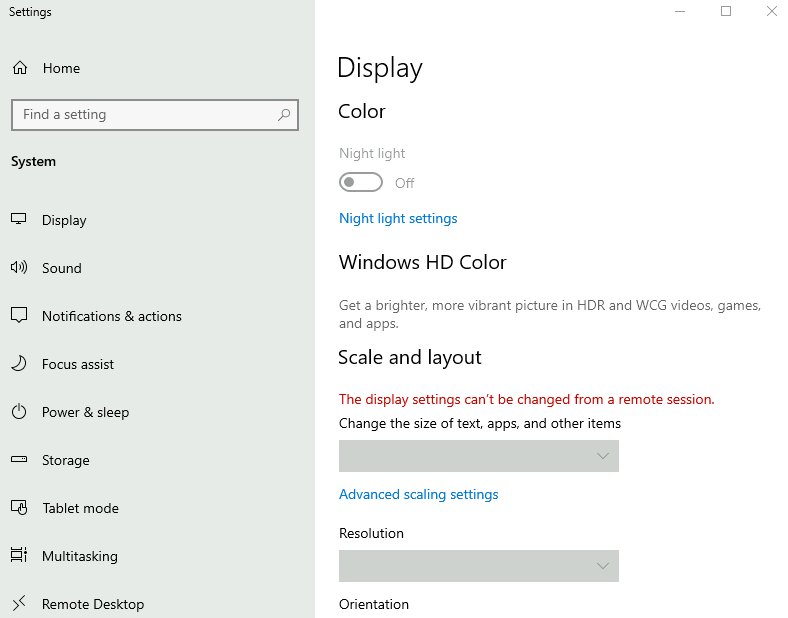 Settings
Home
Find a setting
System
Display
Sound
Notifications & actions
Focus assist
Power & sleep
Storage
Tablet mode
Multitasking
Remote Desktop
Display
Color
Night light
Off
Night light settings
Windows HD Color
Get a brighter, more vibrant picture in HDR and WCG videos, games,
and apps.
Scale and layout
The display settings can’t be changed from a remote session.
Change the size of text, apps, and other items
Advanced scaling settings
Resolution
Orientation